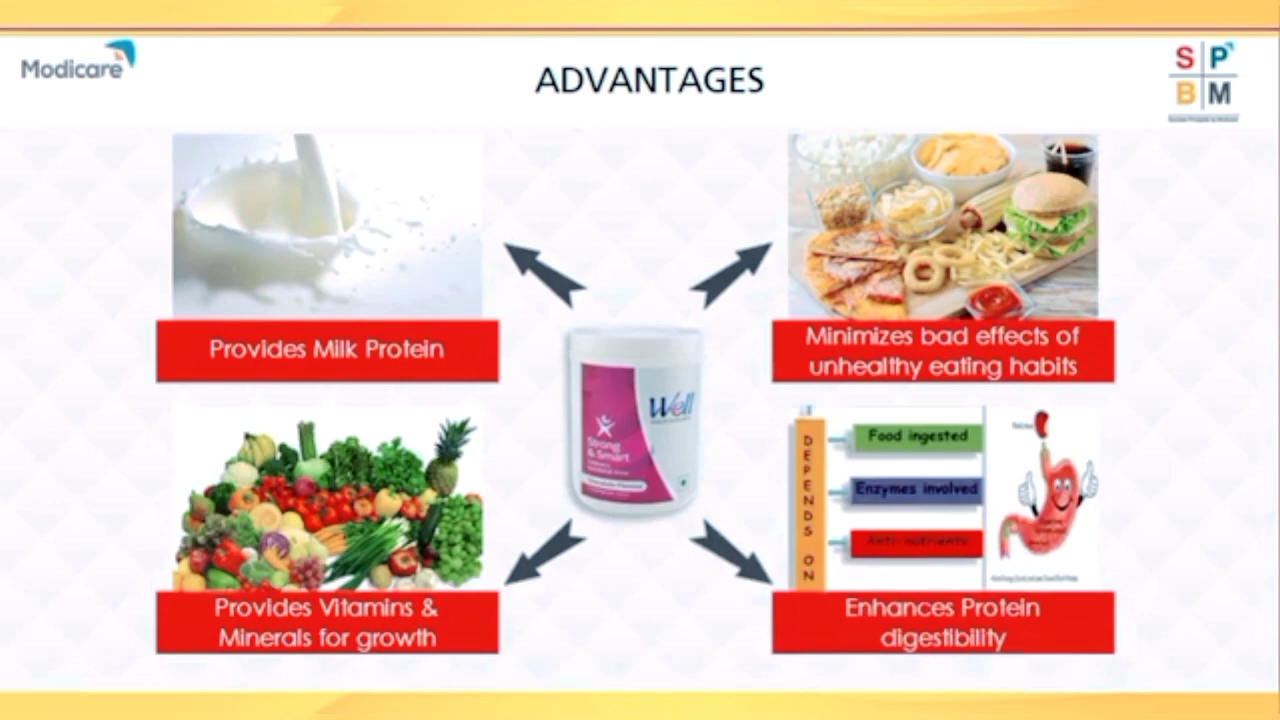 Modicare
ADVANTAGES
S P
B M
Provides Milk Protein
Minimizes bad effects of
unhealthy eating habits
Well
Strong
& Smart
DEPENDS ON
Food ingested
Enzymes involved
Anti-nutrients
Provides Vitamins &
Minerals for growth
Enhances Protein
digestibility